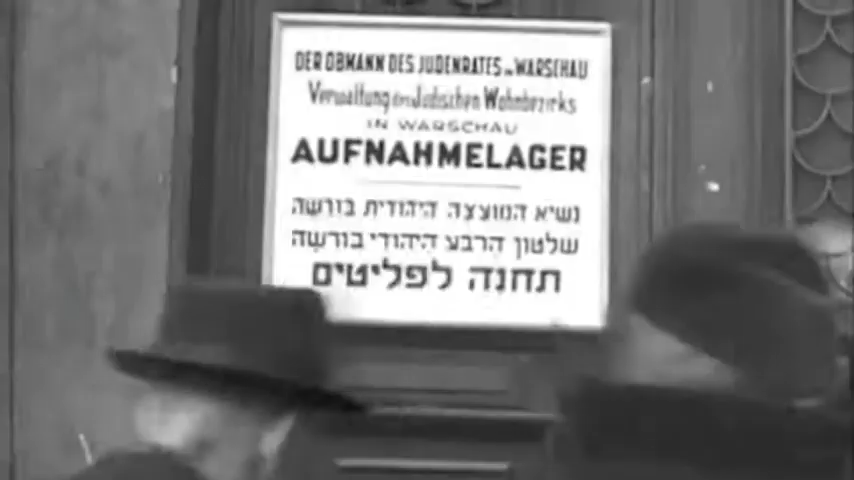 DER OBMANN DES JUDENRATES in WARSCHAU
Verwaltung des Jüdischen Wohnbezirks
IN WARSCHAU
AUFNAHMELAGER
נשיא המועצה היהודית בורשה
שלטון הרבע היהודי בורשה
תחנה לפליטים